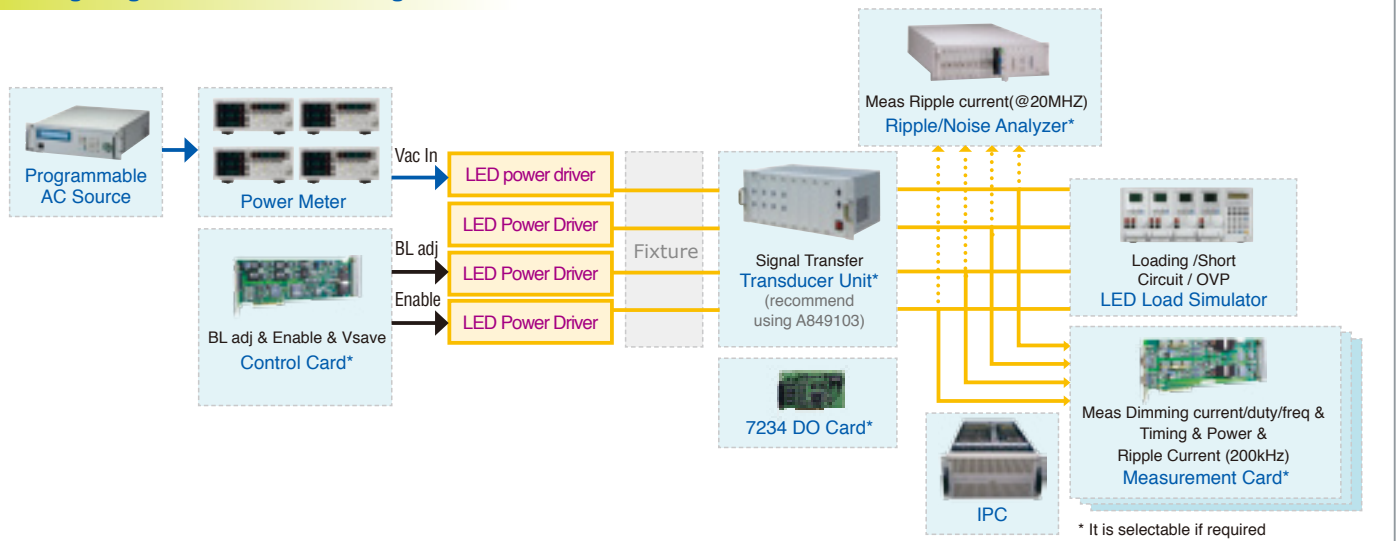 Meas Ripple current(@20MHZ)
Ripple/Noise Analyzer*
Programmable
AC Source
Power Meter
Vac In
LED power driver
LED Power Driver
LED Power Driver
LED Power Driver
BL adj
Enable
BL adj & Enable & Vsave
Control Card*
Fixture
Signal Transfer
Transducer Unit*
(recommend
using A849103)
7234 DO Card*
Loading /Short
Circuit / OVP
LED Load Simulator
Meas Dimming current/duty/freq &
Timing & Power &
Ripple Current (200kHz)
Measurement Card*
IPC
* It is selectable if required